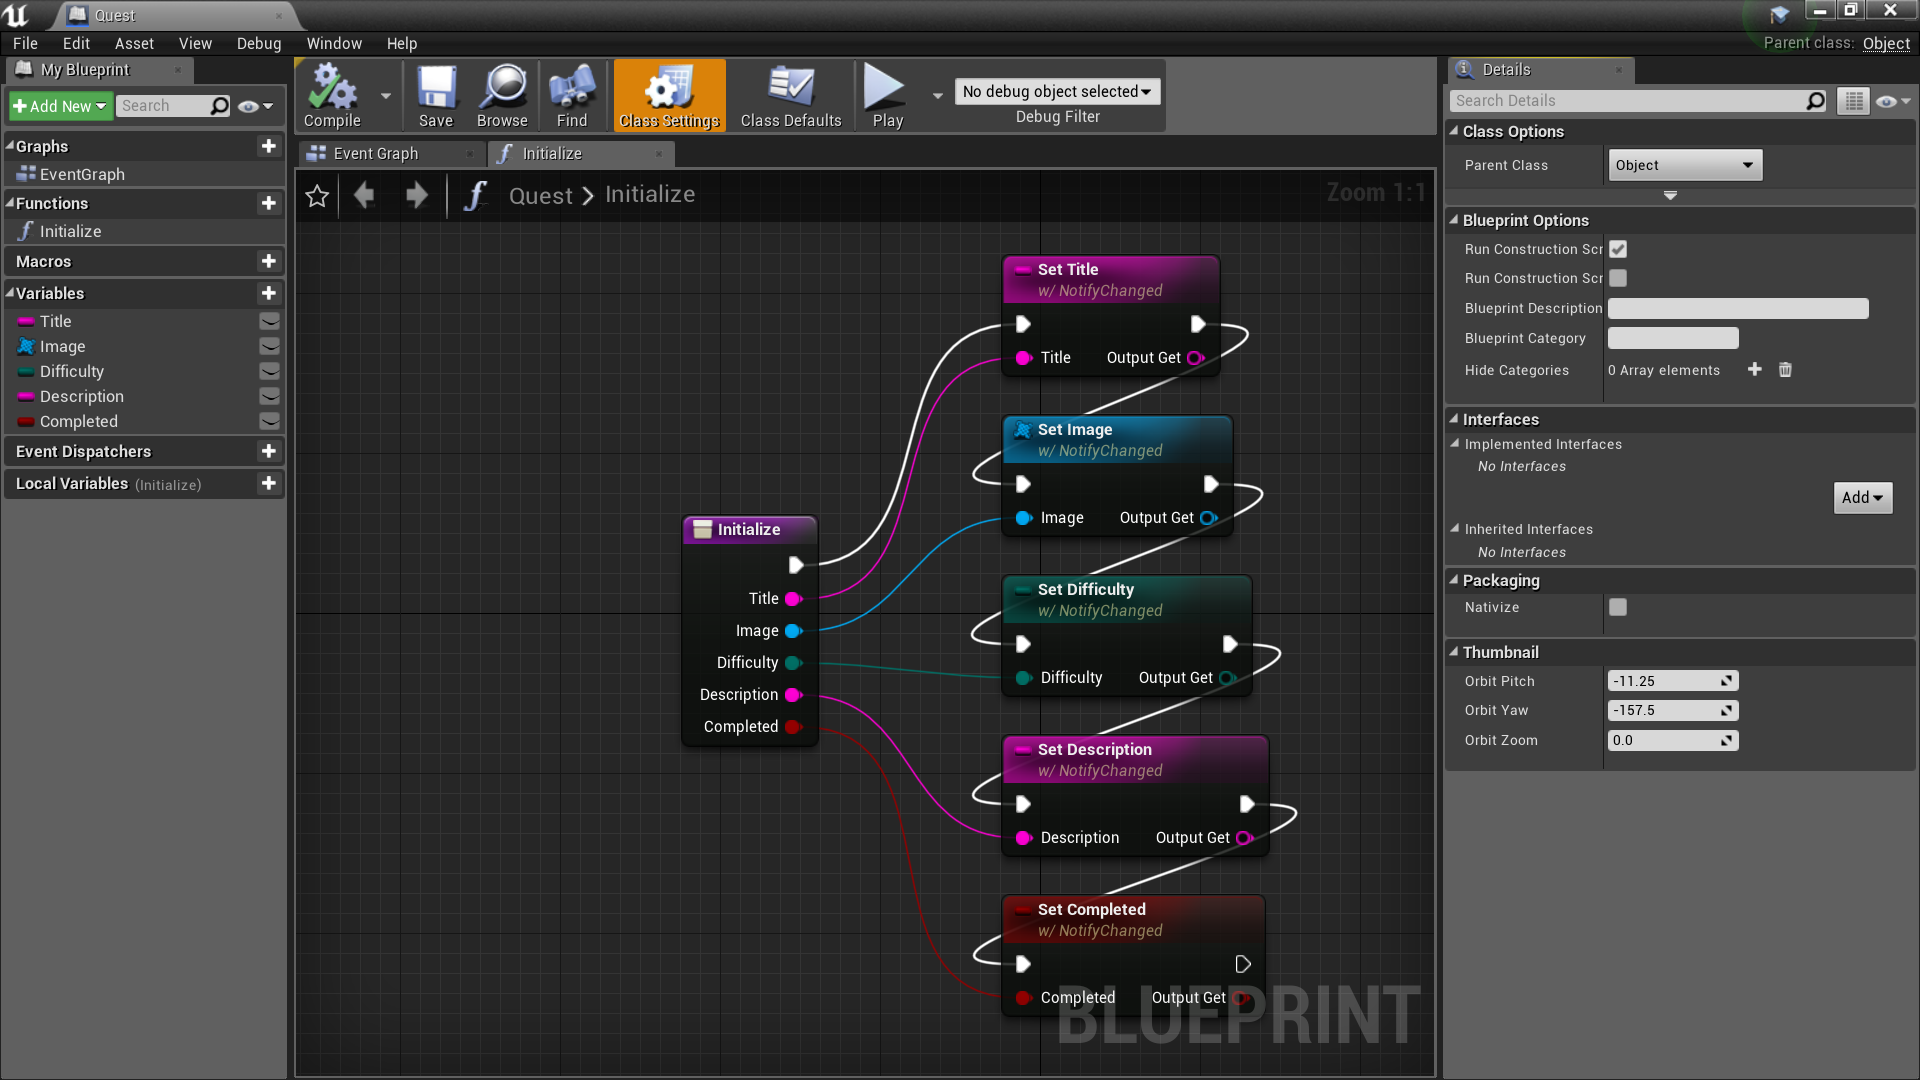 Quest
File Edit Asset View Debug Window Help
Parent class: Object
My Blueprint
Add New
Search
Graphs
EventGraph
Functions
Initialize
Macros
Variables
Title
Image
Difficulty
Description
Completed
Event Dispatchers
Local Variables (Initialize)
Compile
Save
Browse
Find
Class Settings
Class Defaults
Play
No debug object selected
Debug Filter
Event Graph
Initialize
Quest > Initialize
Zoom 1:1
Initialize
Title
Image
Difficulty
Description
Completed
Set Title
w/ NotifyChanged
Title Output Get
Set Image
w/ NotifyChanged
Image Output Get
Set Difficulty
w/ NotifyChanged
Difficulty Output Get
Set Description
w/ NotifyChanged
Description Output Get
Set Completed
w/ NotifyChanged
Completed Output Get
BLUEPRINT
Details
Search Details
Class Options
Parent Class Object
Blueprint Options
Run Construction Scr
Run Construction Scr
Blueprint Description
Blueprint Category
Hide Categories 0 Array elements
Interfaces
Implemented Interfaces
No Interfaces
Add
Inherited Interfaces
No Interfaces
Packaging
Nativize
Thumbnail
Orbit Pitch -11.25
Orbit Yaw -157.5
Orbit Zoom 0.0